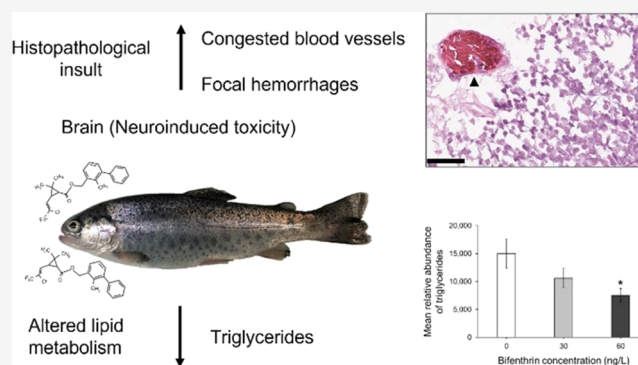 Histopathological
insult
Congested blood vessels
Focal hemorrhages
Brain (Neuroinduced toxicity)
Altered lipid
metabolism
Triglycerides
Mean relative abundance
of triglycerides
20,000
15,000
10,000
5,000
0
*
0
30
60
Bifenthrin concentration (ng/L)